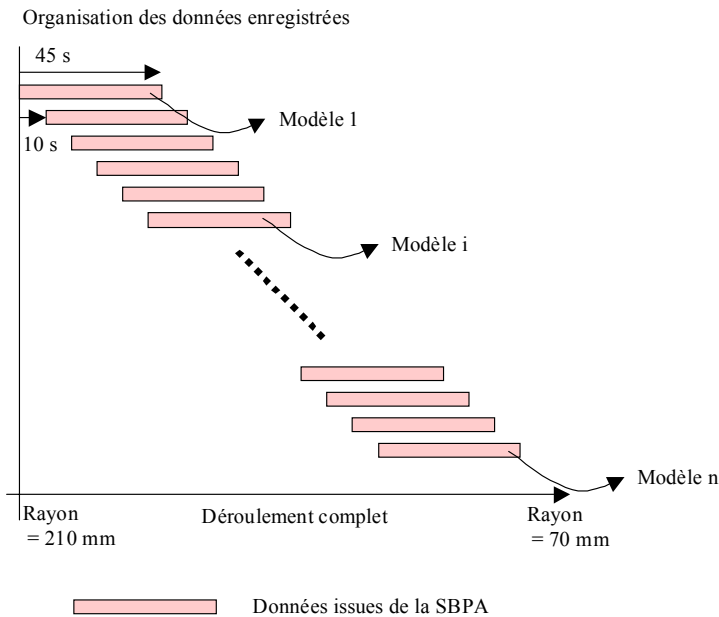 Organisation des données enregistrées
45 s
Modèle 1
10 s
Modèle i
Modèle n
Rayon
= 210 mm
Déroulement complet
Rayon
= 70 mm
Données issues de la SBPA